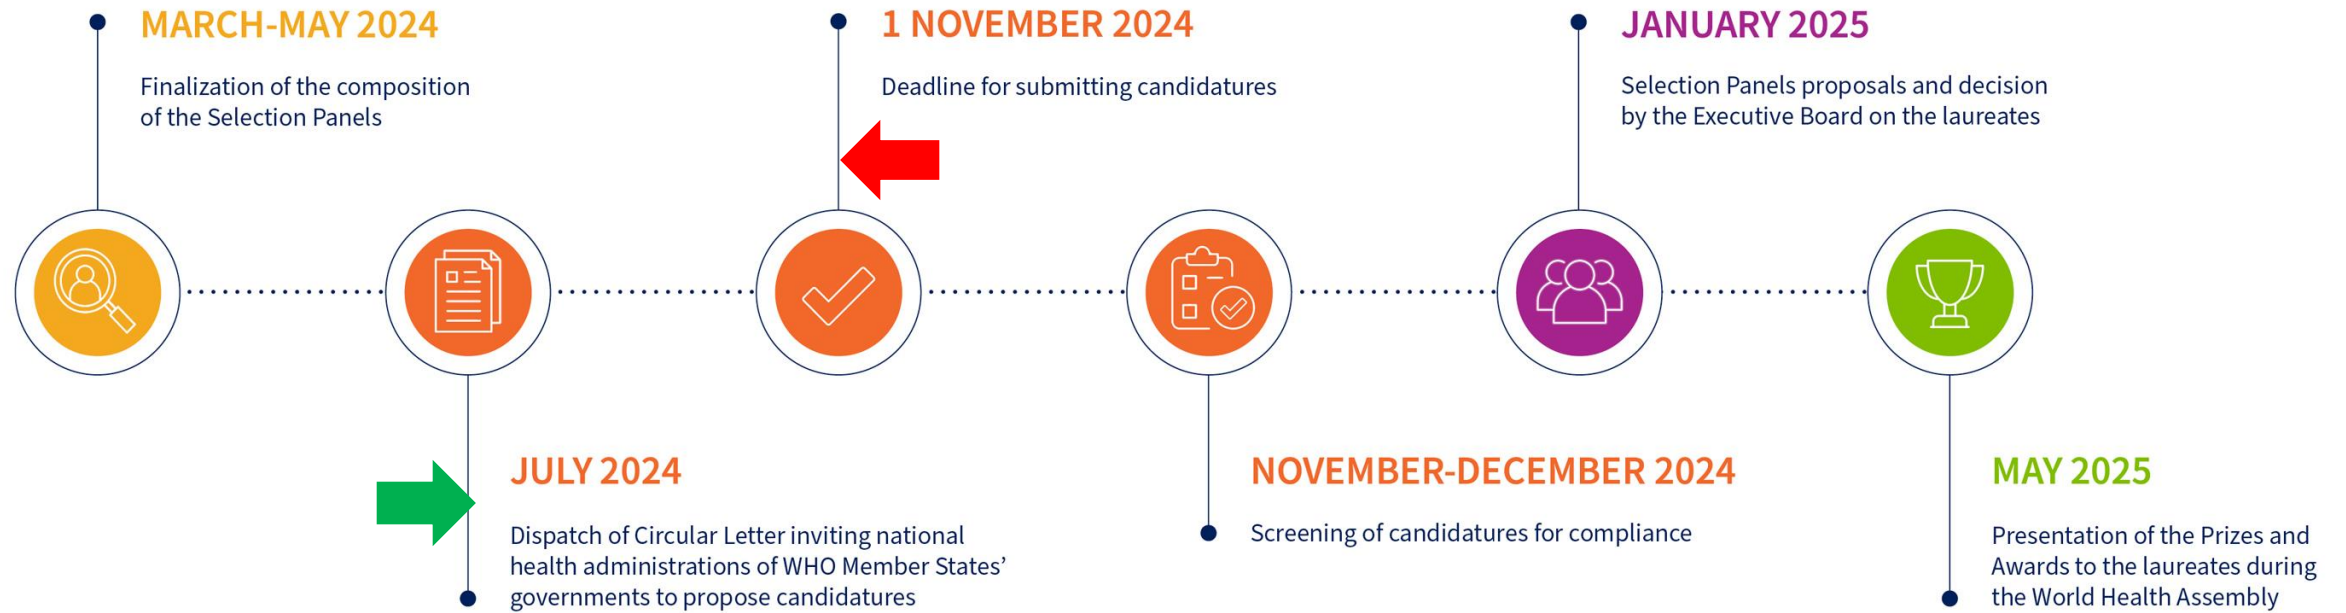 MARCH-MAY 2024
Finalization of the composition
of the Selection Panels
JULY 2024
Dispatch of Circular Letter inviting national
health administrations of WHO Member States’
governments to propose candidatures
1 NOVEMBER 2024
Deadline for submitting candidatures
NOVEMBER-DECEMBER 2024
Screening of candidatures for compliance
JANUARY 2025
Selection Panels proposals and decision
by the Executive Board on the laureates
MAY 2025
Presentation of the Prizes and
Awards to the laureates during
the World Health Assembly